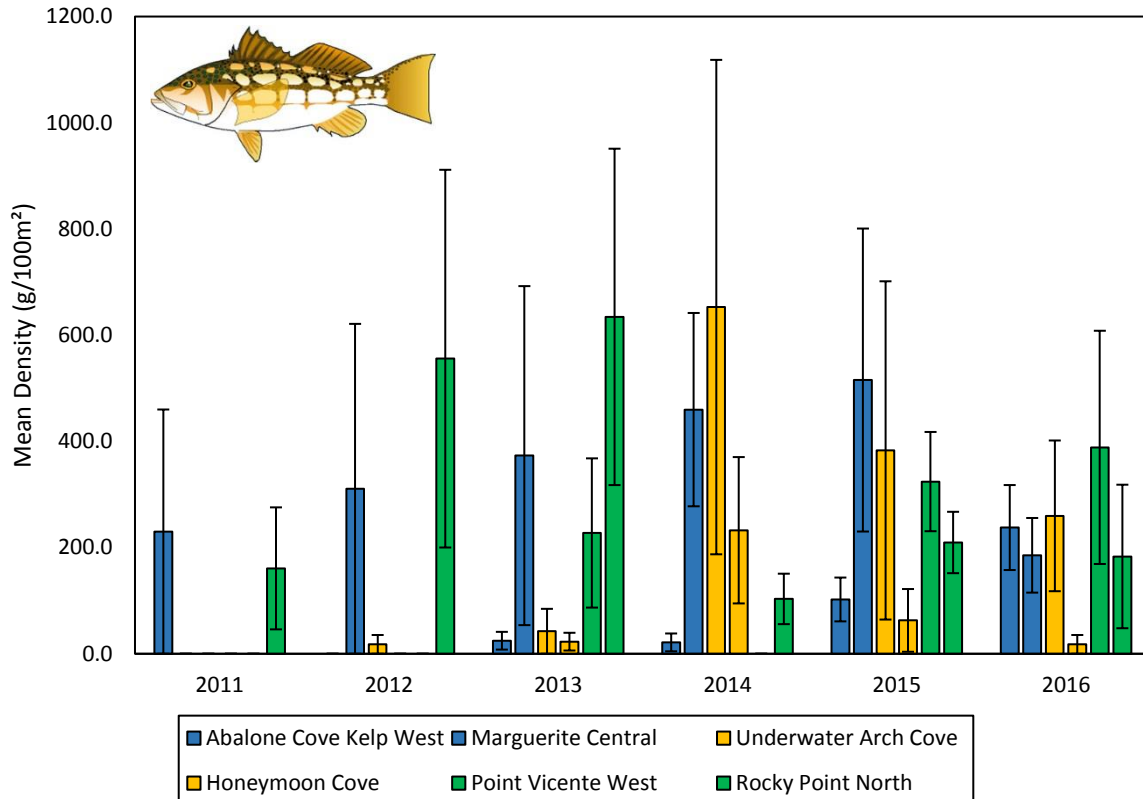 1200.0
1000.0
800.0
600.0
400.0
200.0
0.0
Mean Density (g/100m²)
2011 2012 2013 2014 2015 2016
Abalone Cove Kelp West Marguerite Central Underwater Arch Cove
Honeymoon Cove Point Vicente West Rocky Point North